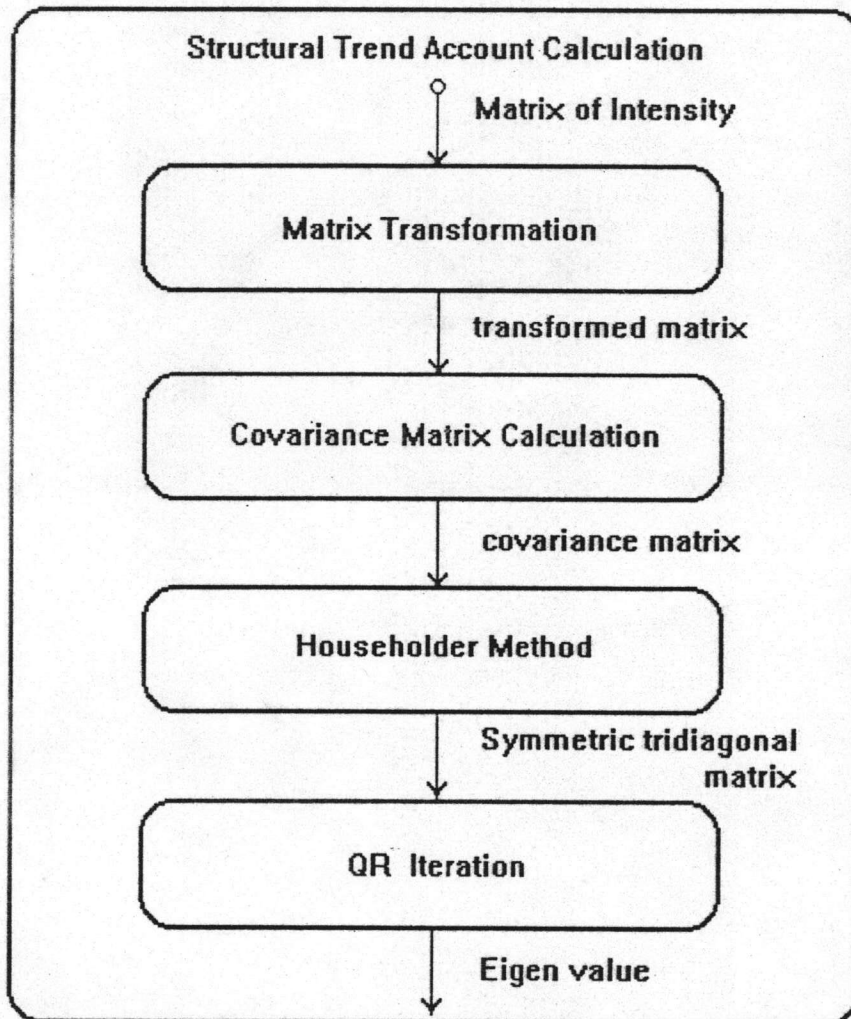 Structural Trend Account Calculation
Matrix of Intensity
Matrix Transformation
transformed matrix
Covariance Matrix Calculation
covariance matrix
Householder Method
Symmetric tridiagonal
matrix
QR Iteration
Eigen value